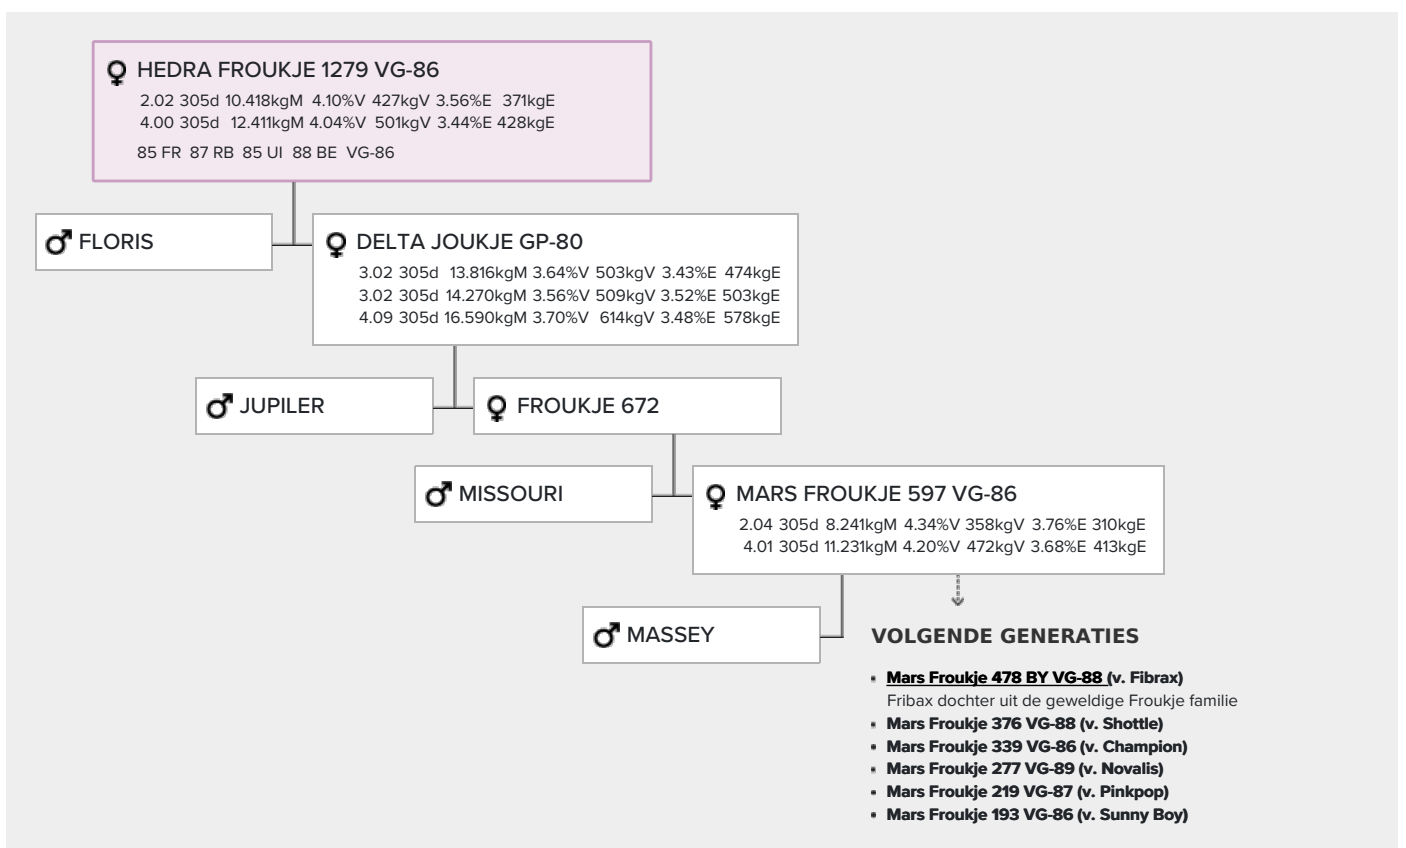 HEDRA FROUKJE 1279 VG-86
2.02 305d 10.418kgM 4.10%V 427kgV 3.56%E 371kgE
4.00 305d 12.411kgM 4.04%V 501kgV 3.44%E 428kgE
85 FR 87 RB 85 UI 88 BE VG-86
FLORIS
DELTA JOUKJE GP-80
3.02 305d 13.816kgM 3.64%V 503kgV 3.43%E 474kgE
3.02 305d 14.270kgM 3.56%V 509kgV 3.52%E 503kgE
4.09 305d 16.590kgM 3.70%V 614kgV 3.48%E 578kgE
JUPILER
FROUKJE 672
MISSOURI
MARS FROUKJE 597 VG-86
2.04 305d 8.241kgM 4.34%V 358kgV 3.76%E 310kgE
4.01 305d 11.231kgM 4.20%V 472kgV 3.68%E 413kgE
MASSEY
VOLGENDE GENERATIES
Mars Froukje 478 BY VG-88 (v. Fibrax)
Fribax dochter uit de geweldige Froukje familie
Mars Froukje 376 VG-88 (v. Shottle)
Mars Froukje 339 VG-86 (v. Champion)
Mars Froukje 277 VG-89 (v. Novalis)
Mars Froukje 219 VG-87 (v. Pinkpop)
Mars Froukje 193 VG-86 (v. Sunny Boy)